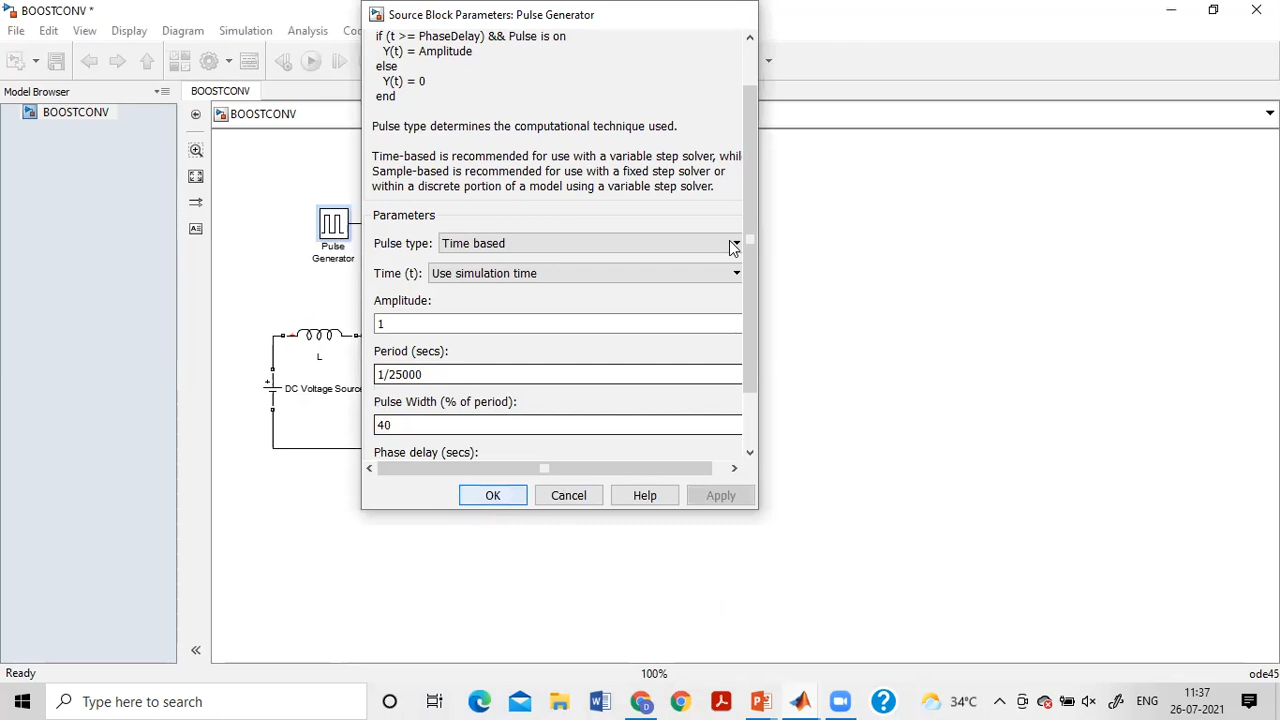 BOOSTCONV *
Source Block Parameters: Pulse Generator
File Edit View Display Diagram Simulation Analysis
if (t >= PhaseDelay) && Pulse is on
Y(t) = Amplitude
else
Y(t) = 0
end
Model Browser
BOOSTCONV
BOOSTCONV
BOOSTCONV
Pulse type determines the computational technique used.
Time-based is recommended for use with a variable step solver, while
Sample-based is recommended for use with a fixed step solver or
within a discrete portion of a model using a variable step solver.
Parameters
Pulse type: Time based
Time (t): Use simulation time
Amplitude:
1
Period (secs):
1/25000
Pulse Width (% of period):
40
Phase delay (secs):
OK Cancel Help Apply
Pulse
Generator
L
DC Voltage Source
Ready
100%
ode45
Type here to search
34°C
ENG
11:37
26-07-2021